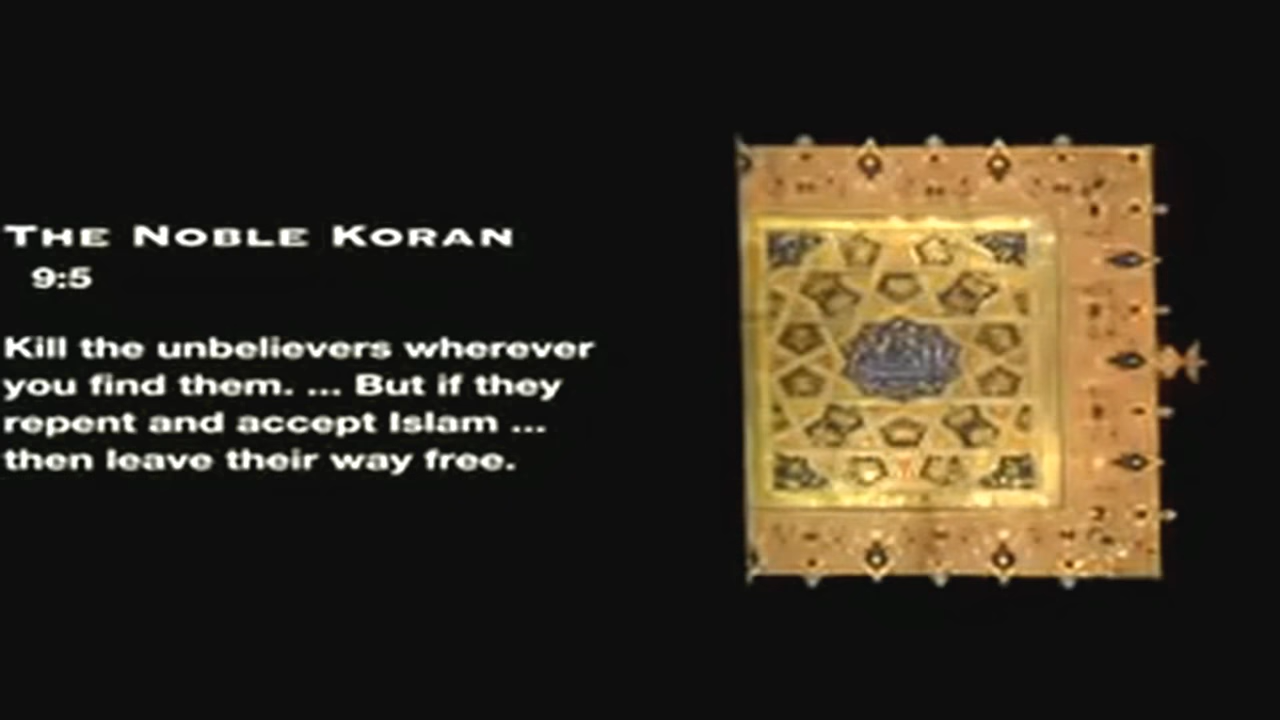 THE NOBLE KORAN
9:5
Kill the unbelievers wherever
you find them. ... But if they
repent and accept Islam ...
then leave their way free.